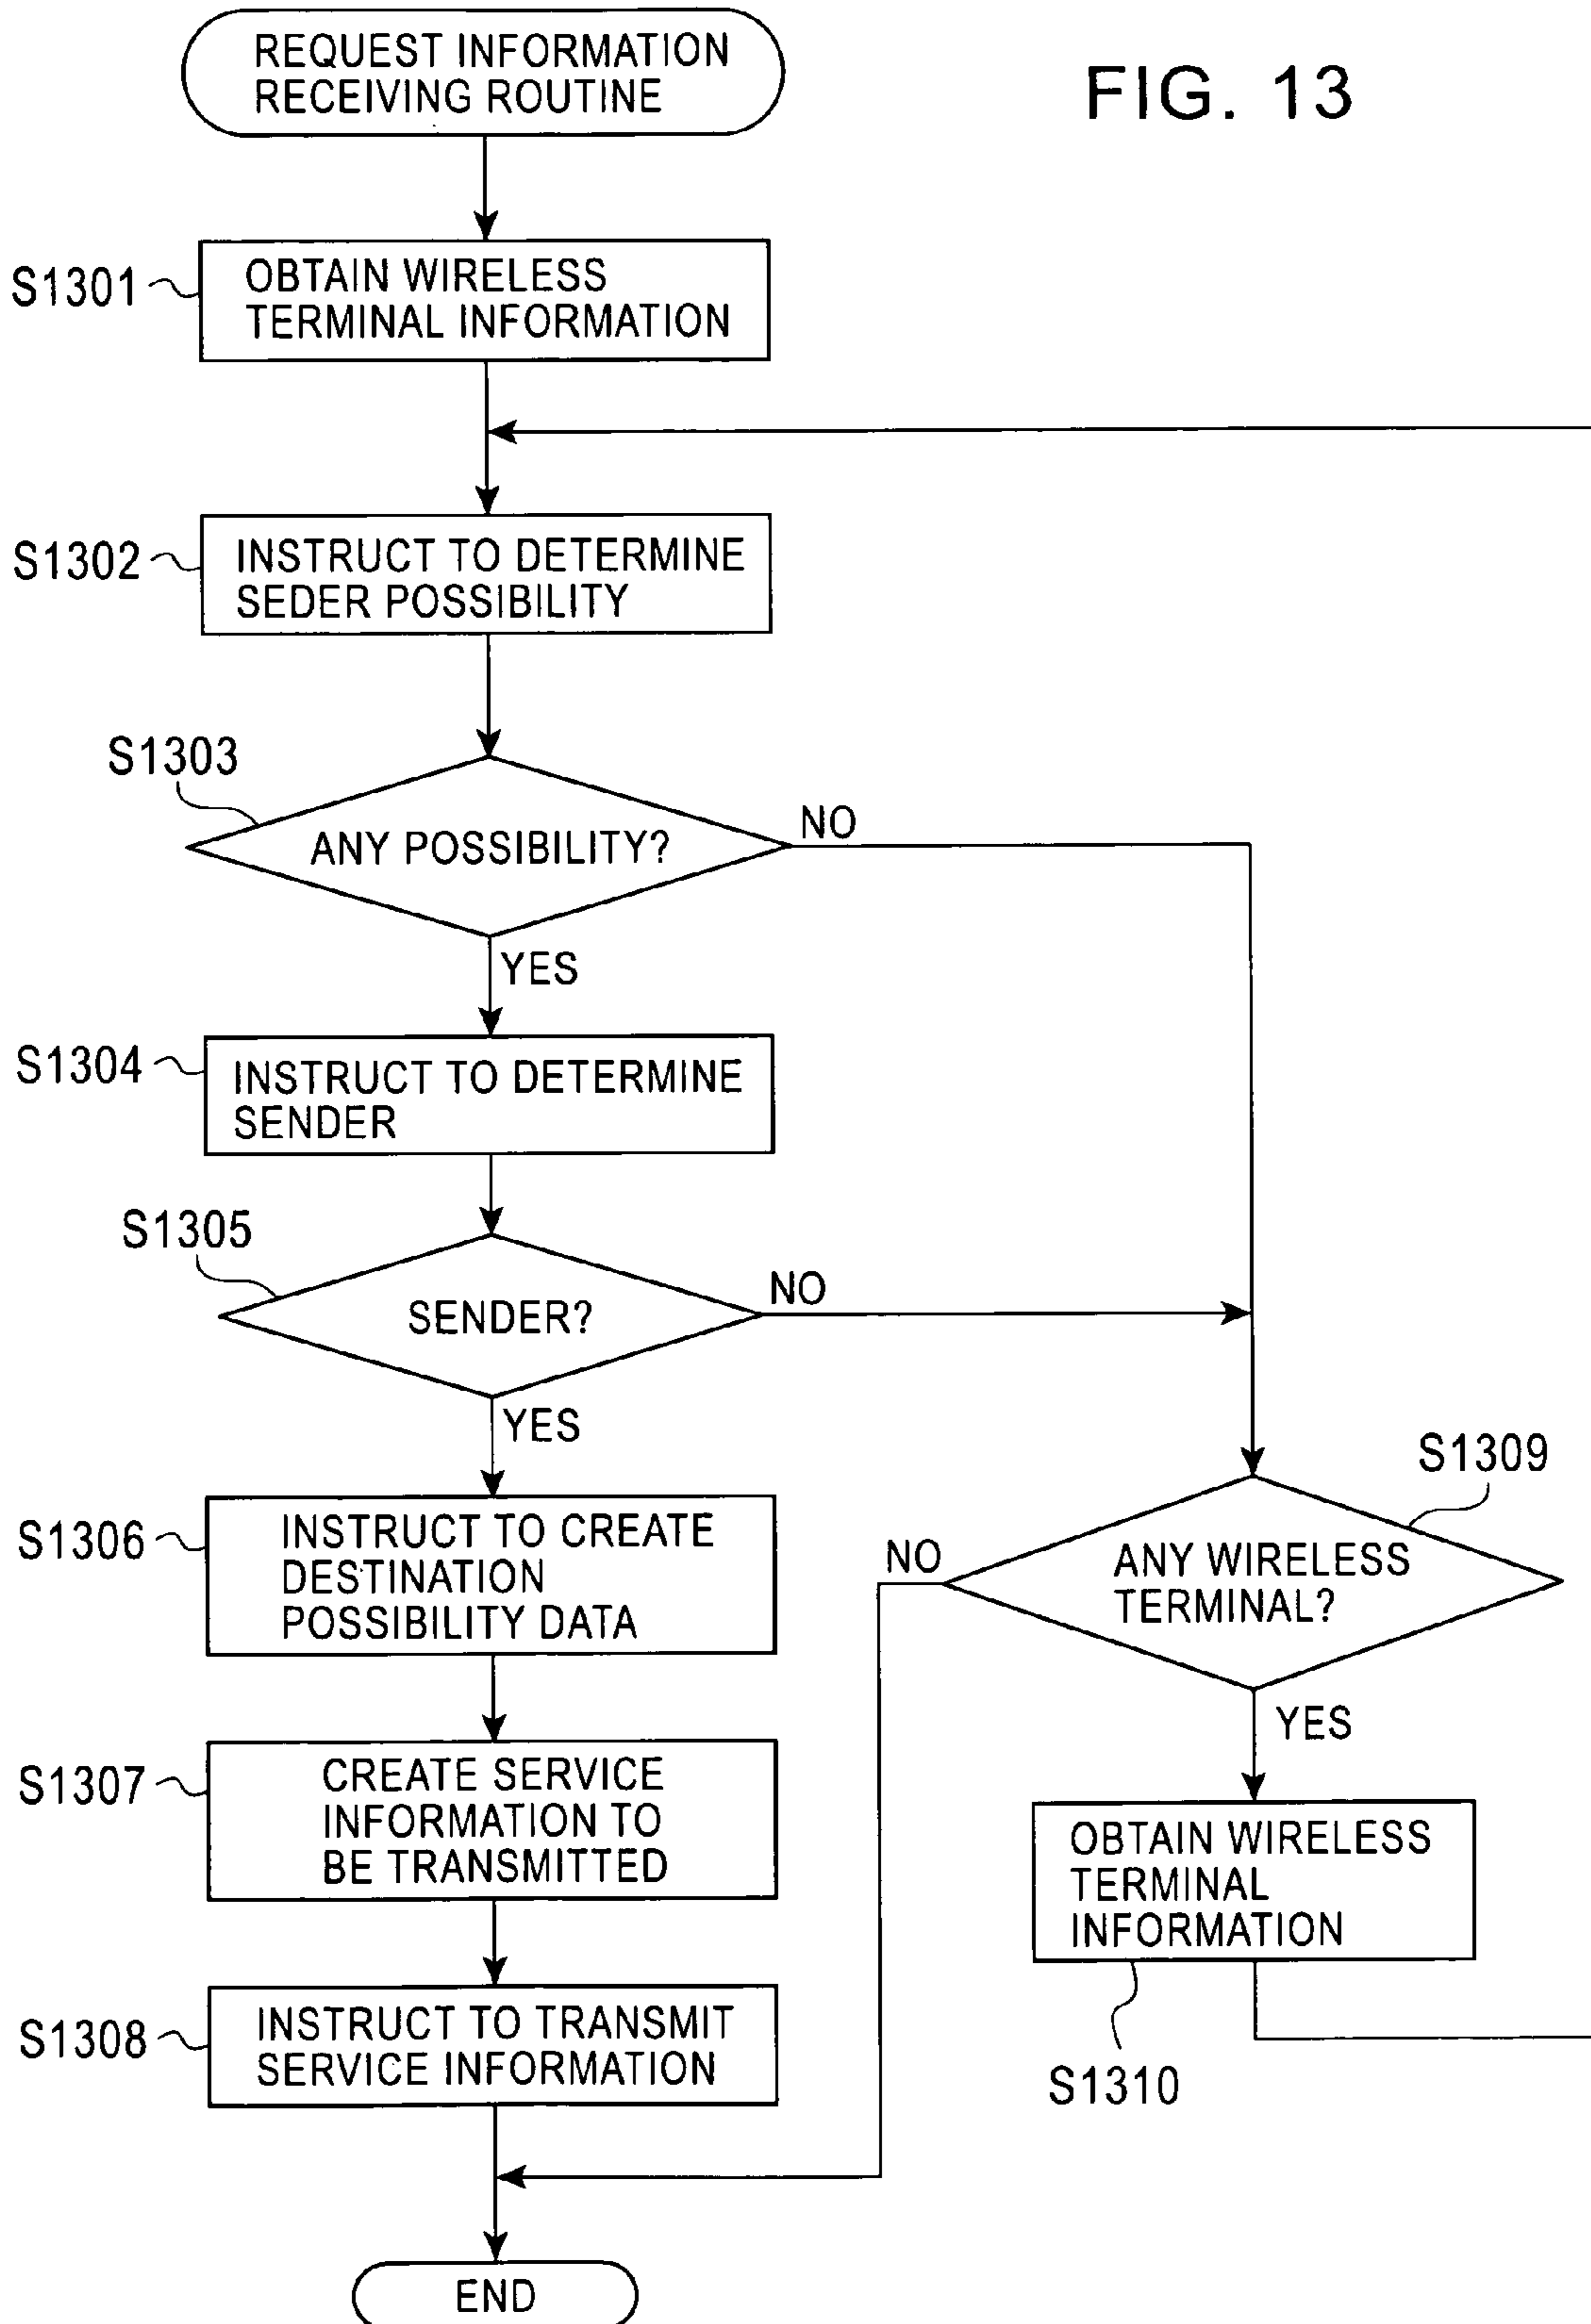 REQUEST INFORMATION
RECEIVING ROUTINE
FIG. 13
S1301
OBTAIN WIRELESS
TERMINAL INFORMATION
S1302
INSTRUCT TO DETERMINE
SEDER POSSIBILITY
S1303
ANY POSSIBILITY?
NO
YES
S1304
INSTRUCT TO DETERMINE
SENDER
S1305
SENDER?
NO
YES
S1306
INSTRUCT TO CREATE
DESTINATION
POSSIBILITY DATA
S1309
ANY WIRELESS
TERMINAL?
NO
YES
S1307
CREATE SERVICE
INFORMATION TO
BE TRANSMITTED
OBTAIN WIRELESS
TERMINAL
INFORMATION
S1310
S1308
INSTRUCT TO TRANSMIT
SERVICE INFORMATION
END